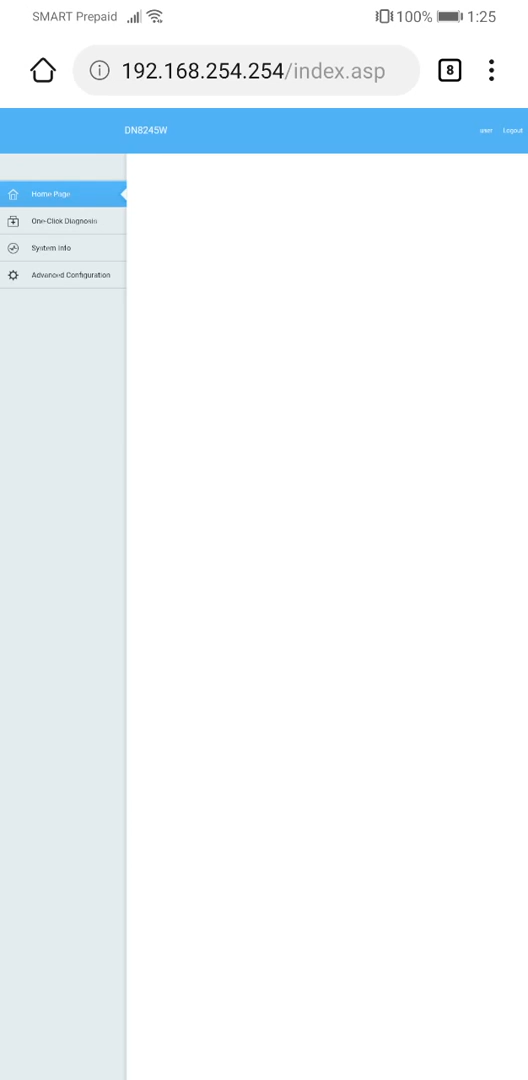 SMART Prepaid 100% 1:25
192.168.254.254/index.asp 8
DN8245W user Logout
Home Page
One-Click Diagnosis
System Info
Advanced Configuration